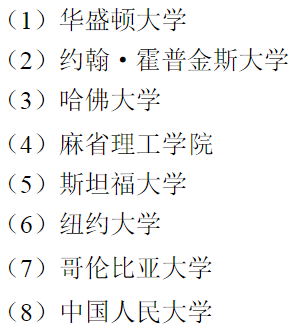 （1）华盛顿大学
（2）约翰·霍普金斯大学
（3）哈佛大学
（4）麻省理工学院
（5）斯坦福大学
（6）纽约大学
（7）哥伦比亚大学
（8）中国人民大学